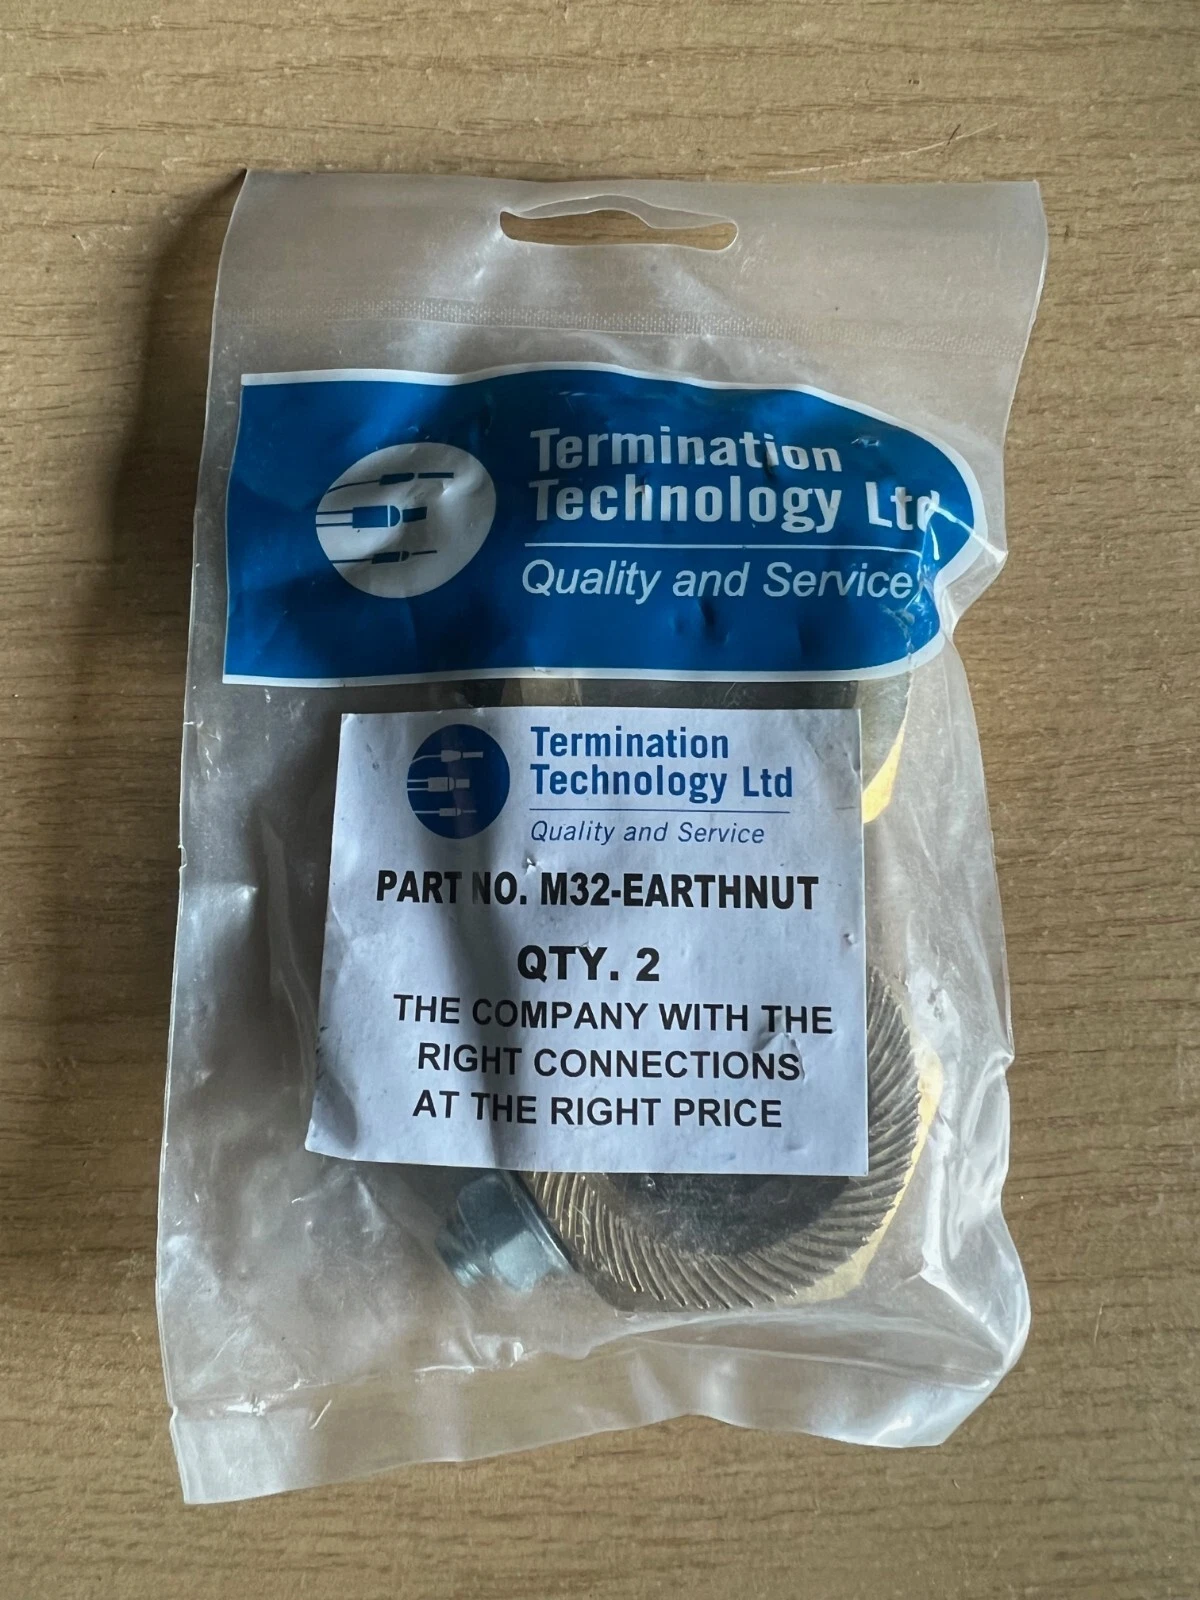 Termination
Technology Ltd
Quality and Service
Termination
Technology Ltd
Quality and Service
PART NO. M32-EARTHNUT
QTY. 2
THE COMPANY WITH THE
RIGHT CONNECTIONS
AT THE RIGHT PRICE